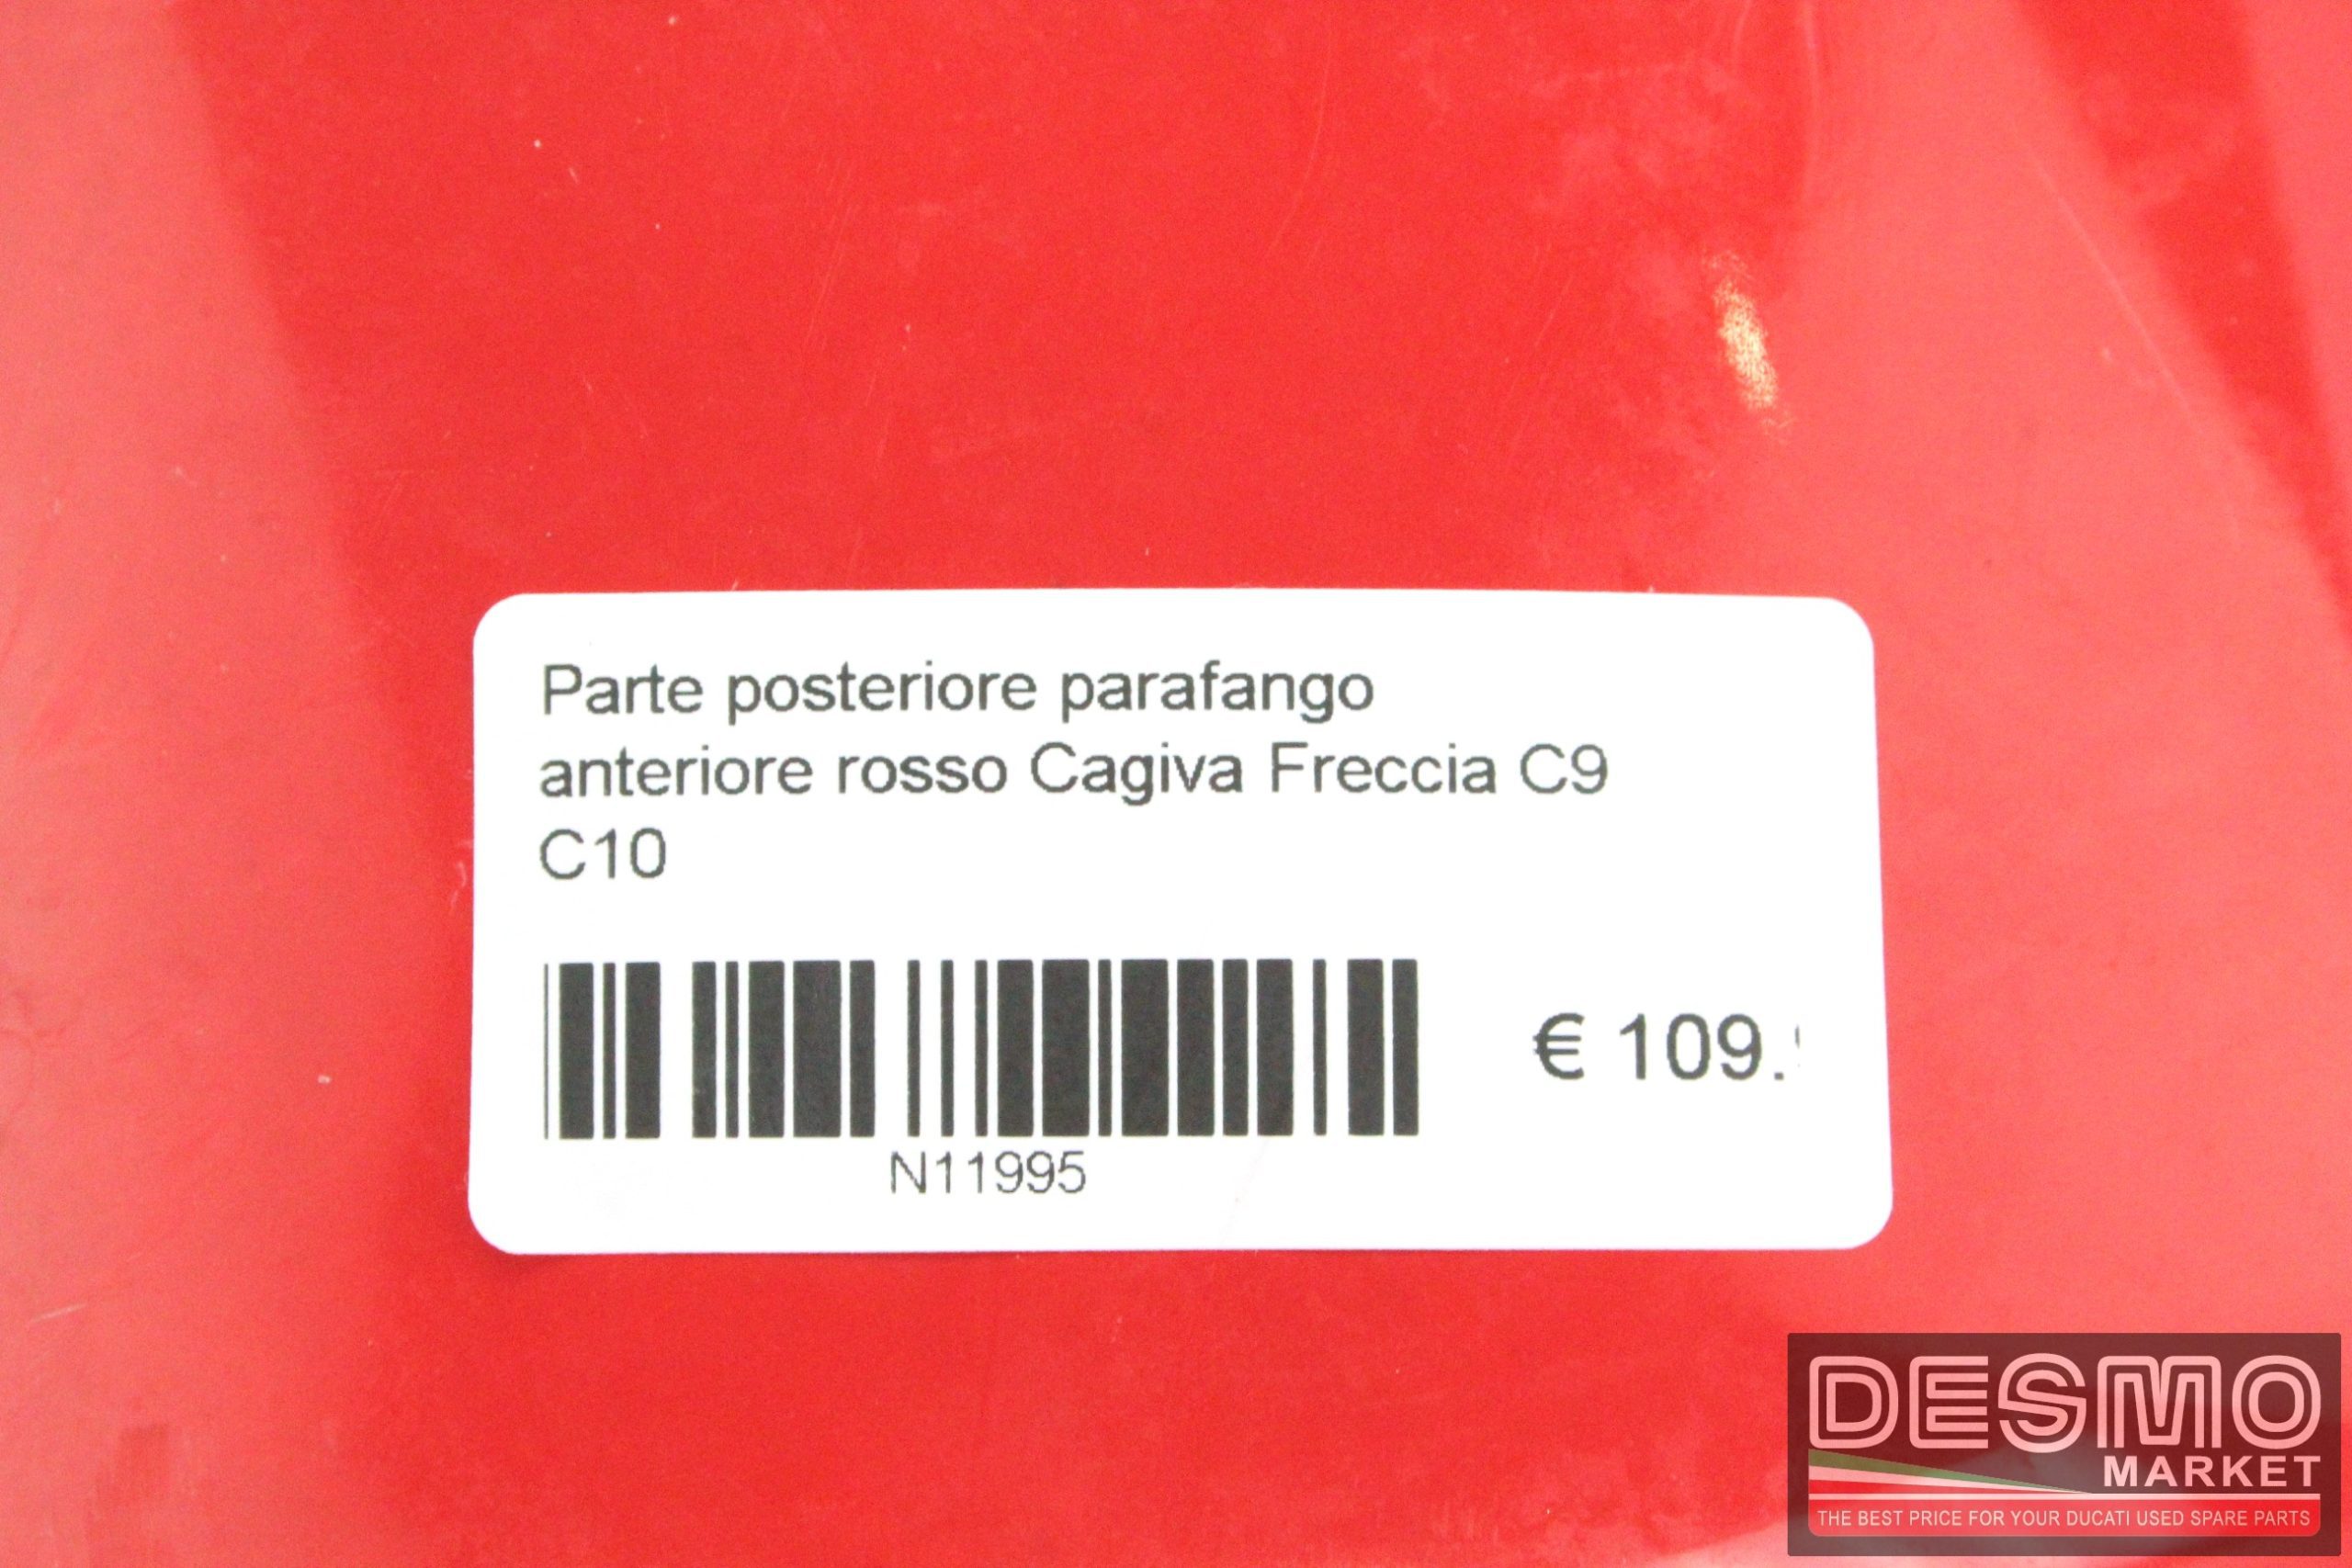 Parte posteriore parafango
anteriore rosso Cagiva Freccia C9
C10
€ 109.
N11995
DESMO
MARKET
THE BEST PRICE FOR YOUR DUCATI USED SPARE PARTS